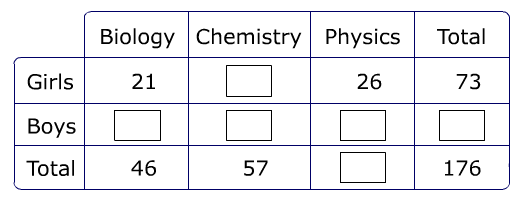 Biology Chemistry Physics Total
Girls 21 26 73
Boys
Total 46 57 176